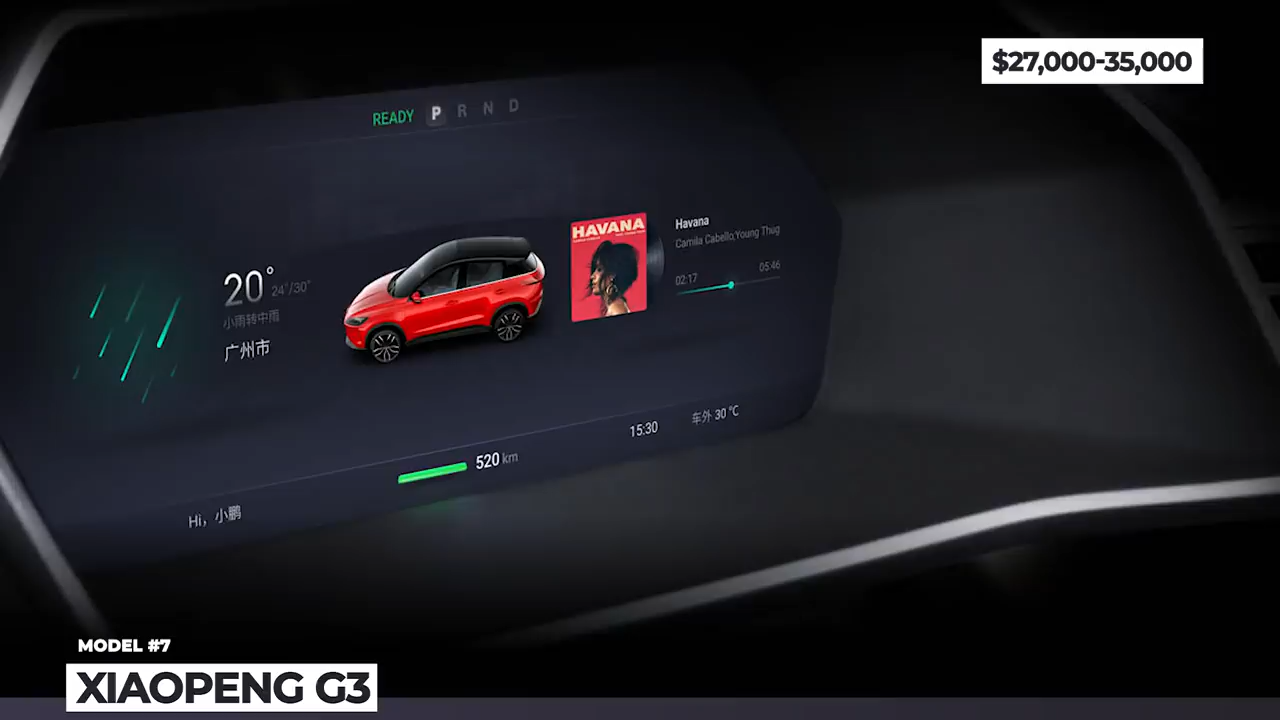 $27,000-35,000
READY P R N D
20° 24°/30°
小雨转中雨
广州市
HAVANA
Havana
Camila Cabello,Young Thug
02:17 05:46
15:30 车外 30 °C
520 km
Hi，小鹏
MODEL #7
XIAOPENG G3